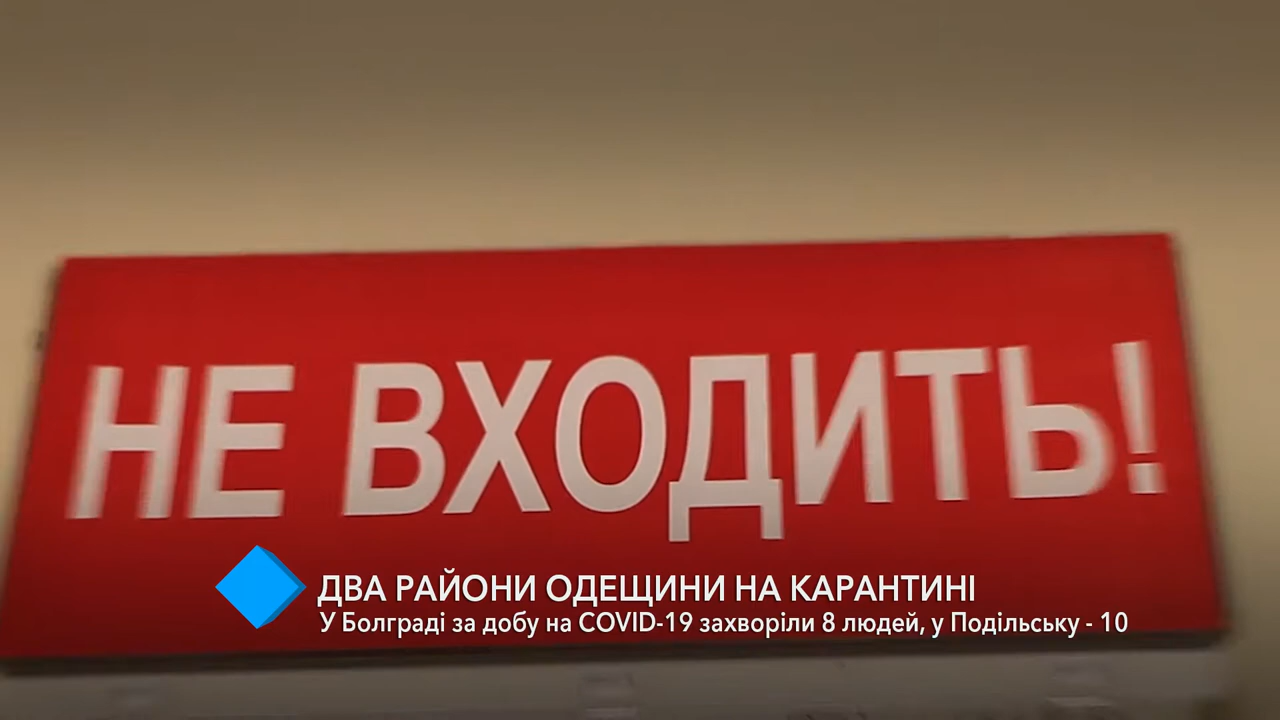 НЕ ВХОДИТЬ!
ДВА РАЙОНИ ОДЕЩИНИ НА КАРАНТИНІ
У Болграді за добу на COVID-19 захворіли 8 людей, у Подільську - 10